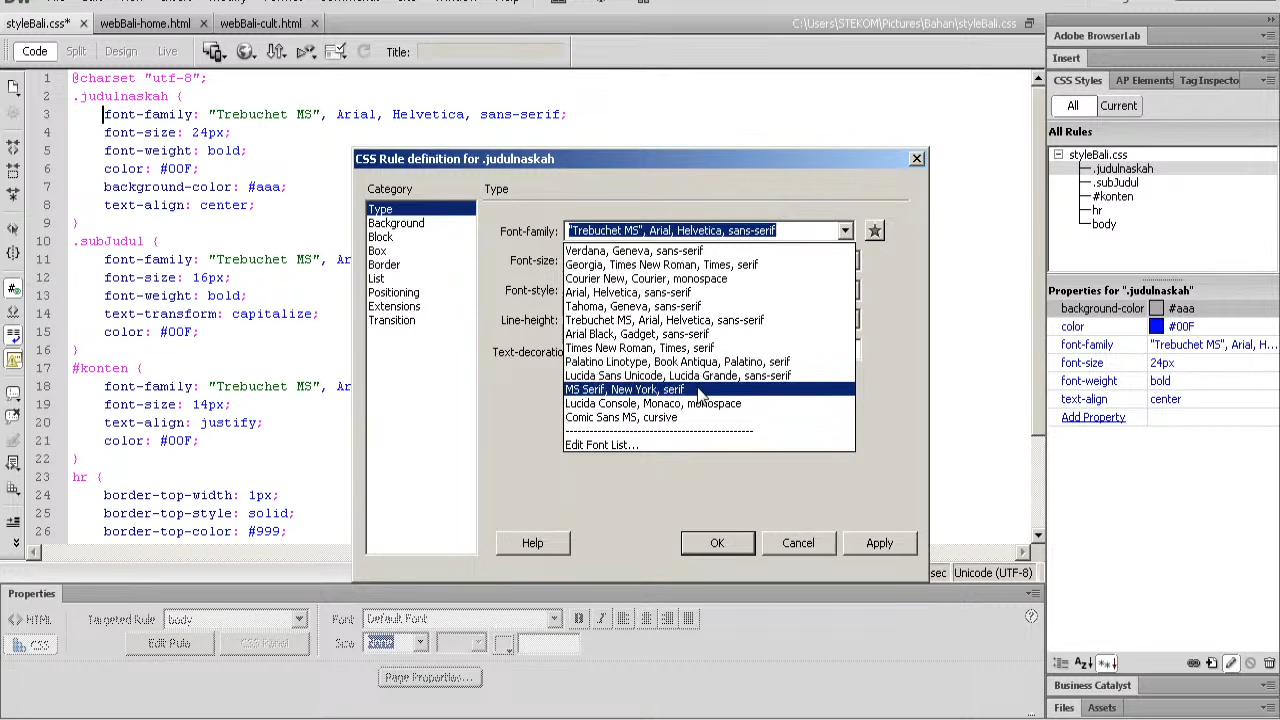 styleBali.css*
webBali-home.html
webBali-cult.html
C:\Users\STEKOM\Pictures\Bahan\styleBali.css
Code
Split
Design
Live
Title:
1 @charset "utf-8";
2 .judulnaskah {
3 font-family: "Trebuchet MS", Arial, Helvetica, sans-serif;
4 font-size: 24px;
5 font-weight: bold;
6 color: #00F;
7 background-color: #aaa;
8 text-align: center;
9 }
10 .subJudul {
11 font-family: "Trebuchet MS", Ar
12 font-size: 16px;
13 font-weight: bold;
14 text-transform: capitalize;
15 color: #00F;
16 }
17 #konten {
18 font-family: "Trebuchet MS", Ar
19 font-size: 14px;
20 text-align: justify;
21 color: #00F;
22 }
23 hr {
24 border-top-width: 1px;
25 border-top-style: solid;
26 border-top-color: #999;
CSS Rule definition for .judulnaskah
Category
Type
Background
Block
Box
Border
List
Positioning
Extensions
Transition
Type
Font-family:
"Trebuchet MS", Arial, Helvetica, sans-serif
Font-size:
Font-style:
Line-height:
Text-decoratio
Verdana, Geneva, sans-serif
Georgia, Times New Roman, Times, serif
Courier New, Courier, monospace
Arial, Helvetica, sans-serif
Tahoma, Geneva, sans-serif
Trebuchet MS, Arial, Helvetica, sans-serif
Arial Black, Gadget, sans-serif
Times New Roman, Times, serif
Palatino Linotype, Book Antiqua, Palatino, serif
Lucida Sans Unicode, Lucida Grande, sans-serif
MS Serif, New York, serif
Lucida Console, Monaco, monospace
Comic Sans MS, cursive
Edit Font List...
Help
OK
Cancel
Apply
sec
Unicode (UTF-8)
Adobe BrowserLab
Insert
CSS Styles
AP Elements
Tag Inspecto
All
Current
All Rules
styleBali.css
.judulnaskah
.subJudul
#konten
hr
body
Properties for ".judulnaskah"
background-color #aaa
color #00F
font-family "Trebuchet MS", Arial, H...
font-size 24px
font-weight bold
text-align center
Add Property
Business Catalyst
Files
Assets
Properties
<> HTML
CSS
Targeted Rule
body
Edit Rule
CSS Panel
Font
Default Font
B
I
Size
Page Properties...